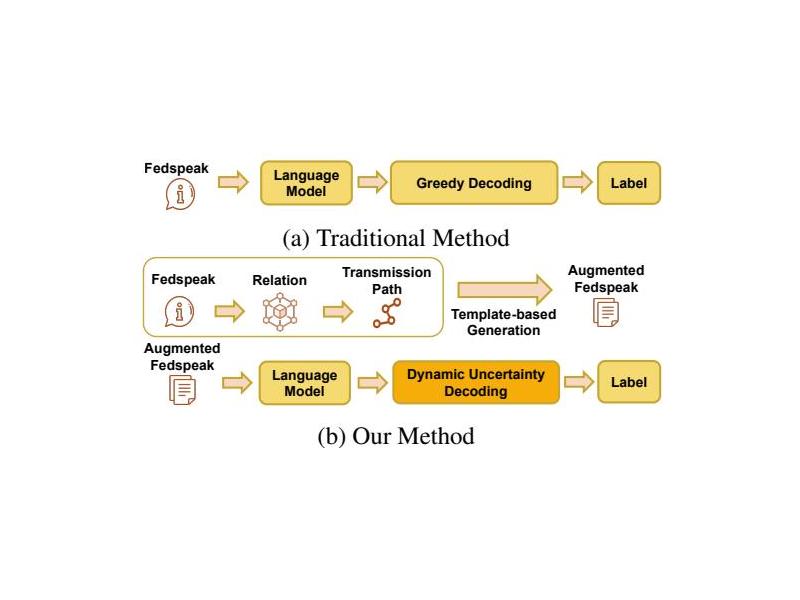 Fedspeak
Language
Model
Greedy Decoding
Label
(a) Traditional Method
Fedspeak
Relation
Transmission
Path
Template-based
Generation
Augmented
Fedspeak
Augmented
Fedspeak
Language
Model
Dynamic Uncertainty
Decoding
Label
(b) Our Method